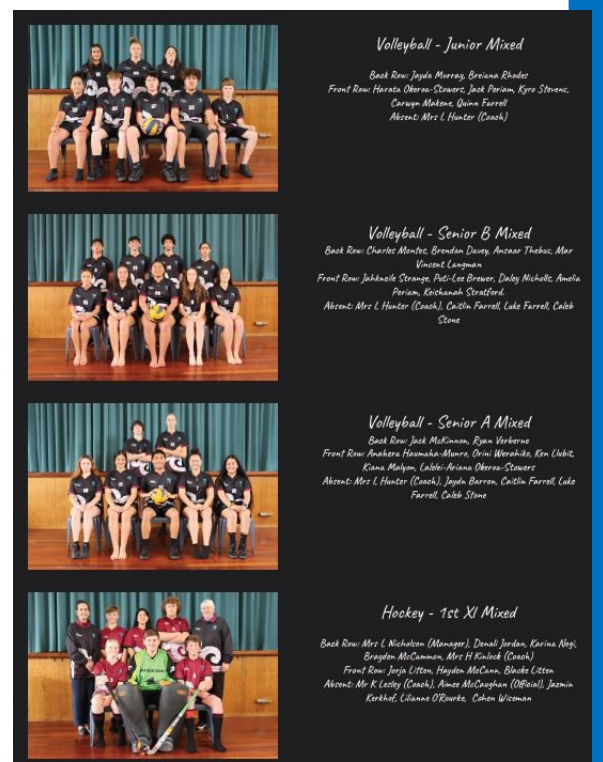 Volleyball - Junior Mixed
Back Row: Jayda Murray, Breiana Rhodes
Front Row: Harata Okeroa-Stowers, Jack Periam, Kyro Stevens,
Carwyn Makene, Quinn Farrell
Absent: Mrs L Hunter (Coach)
Volleyball - Senior B Mixed
Back Row: Charles Montes, Brendan Davey, Ansaar Thebus, Mar
Vincent Langman
Front Row: Jahkneile Strange, Puti-Lee Brewer, Daley Nicholls, Amelia
Periam, Keishanah Stratford.
Absent: Mrs L Hunter (Coach), Caitlin Farrell, Luke Farrell, Caleb
Stone
Volleyball - Senior A Mixed
Back Row: Jack McKinnon, Ryan Verberne
Front Row: Anahera Haumaha-Munro, Orini Werahiko, Ken Llubit,
Kiana Malyon, Lalelei-Ariana Okeroa-Stowers
Absent: Mrs L Hunter (Coach), Jaydn Barron, Caitlin Farrell, Luke
Farrell, Caleb Stone
Hockey - 1st XI Mixed
Back Row: Mrs L Nicholson (Manager), Denali Jordan, Karina Negi,
Brayden McCammon, Mrs H Kinlock (Coach)
Front Row: Jorja Litten, Hayden McCann, Blacke Litten
Absent: Mr K Lesley (Coach), Aimee McCaughan (Official), Jazmin
Kerkhof, Lilianne O'Rourke, Cohen Wiseman